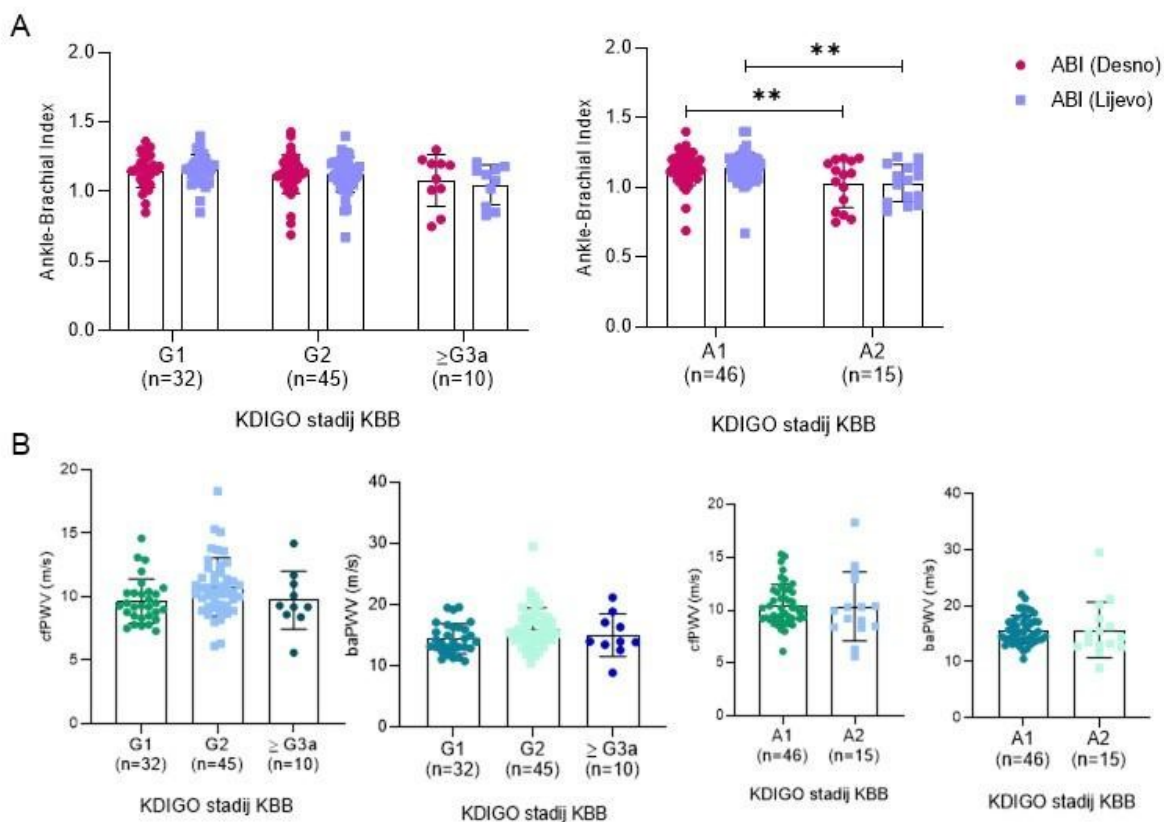 A
Ankle-Brachial Index
2.0
1.5
1.0
0.5
0.0
G1
(n=32)
G2
(n=45)
≥G3a
(n=10)
KDIGO stadij KBB
Ankle-Brachial Index
2.0
1.5
1.0
0.5
0.0
**
**
A1
(n=46)
A2
(n=15)
KDIGO stadij KBB
ABI (Desno)
ABI (Lijevo)
B
cfPWV (m/s)
20
15
10
5
0
G1
(n=32)
G2
(n=45)
≥ G3a
(n=10)
KDIGO stadij KBB
baPWV (m/s)
40
30
20
10
0
G1
(n=32)
G2
(n=45)
≥ G3a
(n=10)
KDIGO stadij KBB
cfPWV (m/s)
20
15
10
5
0
A1
(n=46)
A2
(n=15)
KDIGO stadij KBB
baPWV (m/s)
40
30
20
10
0
A1
(n=46)
A2
(n=15)
KDIGO stadij KBB